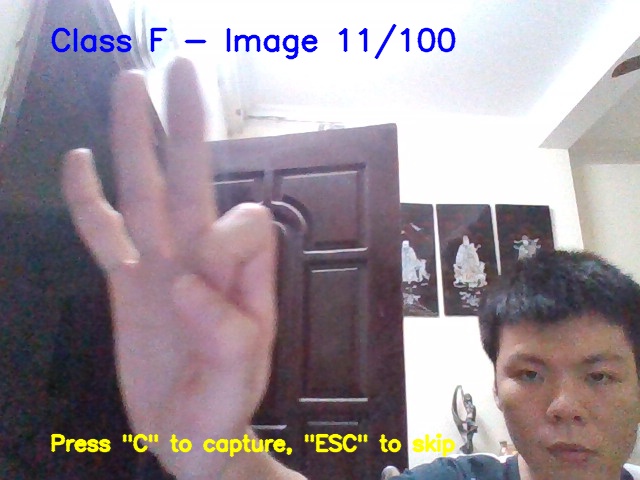 Class F - Image 11/100
Press "C" to capture, "ESC" to skip